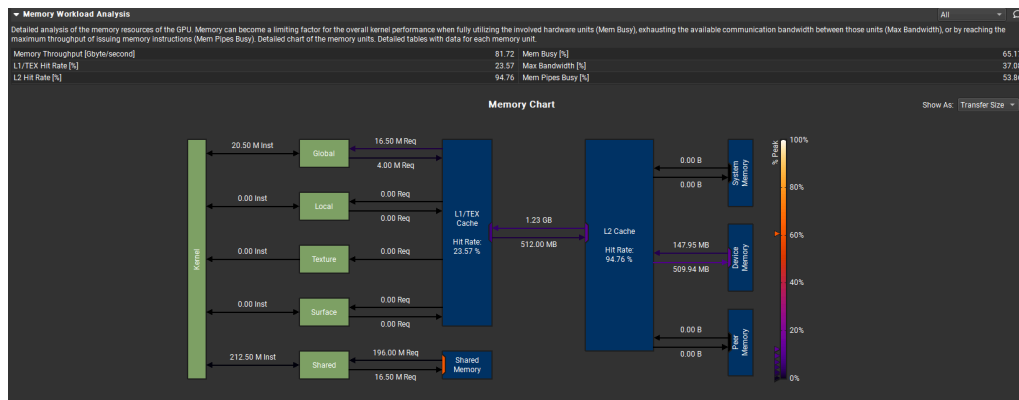 Memory Workload Analysis
All
Detailed analysis of the memory resources of the GPU. Memory can become a limiting factor for the overall kernel performance when fully utilizing the involved hardware units (Mem Busy), exhausting the available communication bandwidth between those units (Max Bandwidth), or by reaching the
maximum throughput of issuing memory instructions (Mem Pipes Busy). Detailed chart of the memory units. Detailed tables with data for each memory unit.
Memory Throughput [Gbyte/second] 81.72 Mem Busy [%] 65.1
L1/TEX Hit Rate [%] 23.57 Max Bandwidth [%] 37.0
L2 Hit Rate [%] 94.76 Mem Pipes Busy [%] 53.8
Memory Chart
Show As: Transfer Size
Kernel
20.50 M Inst
Global
16.50 M Req
4.00 M Req
0.00 Inst
Local
0.00 Req
0.00 Req
0.00 Inst
Texture
0.00 Req
0.00 Inst
Surface
0.00 Req
0.00 Req
212.50 M Inst
Shared
196.00 M Req
16.50 M Req
L1/TEX
Cache
Hit Rate:
23.57 %
Shared
Memory
1.23 GB
512.00 MB
L2 Cache
Hit Rate:
94.76 %
0.00 B
0.00 B
System
Memory
147.95 MB
509.94 MB
Device
Memory
0.00 B
0.00 B
Peer
Memory
% Peak
100%
80%
60%
40%
20%
0%